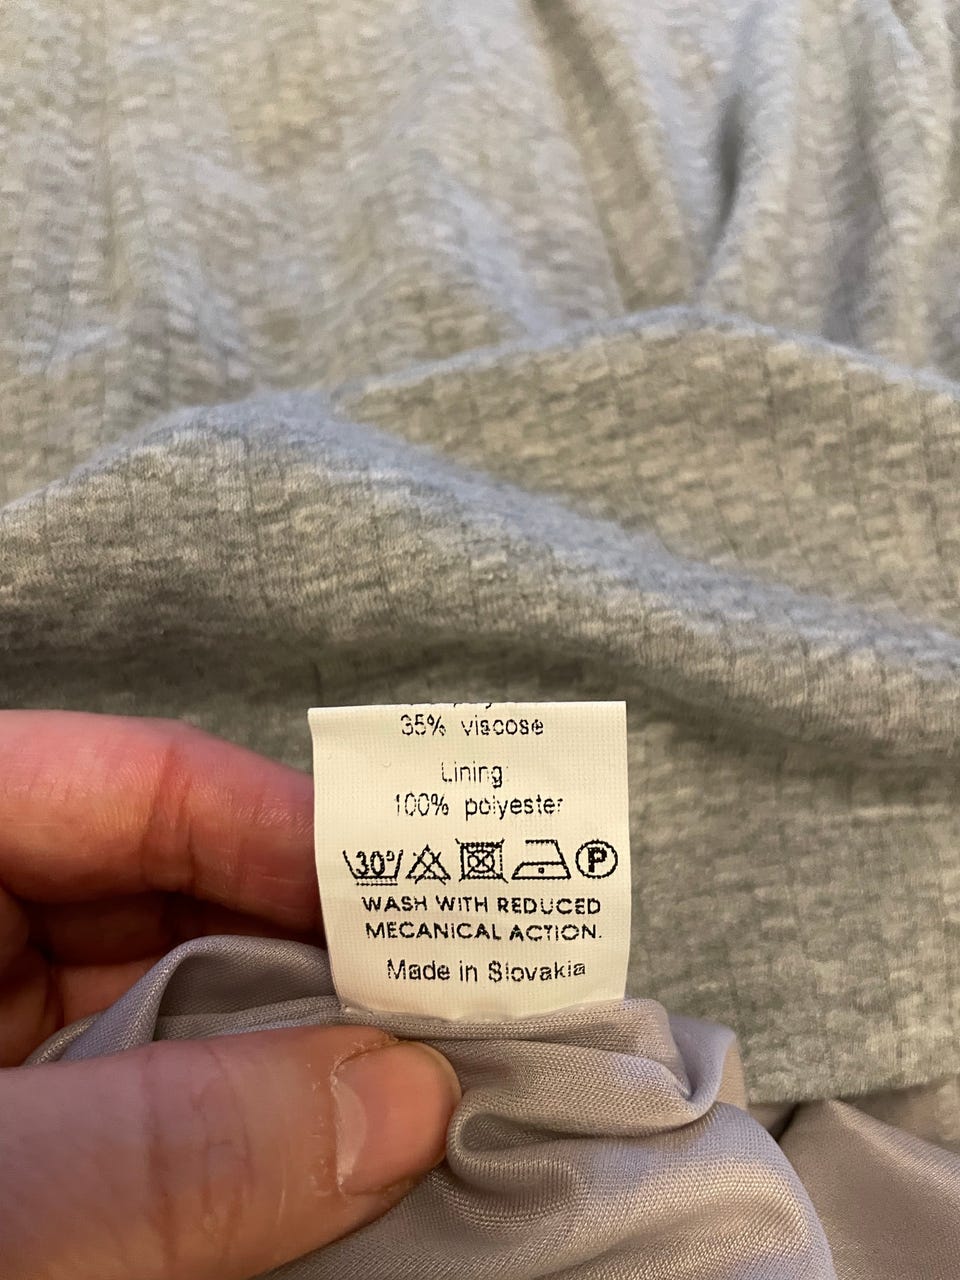 35% viscose
Lining:
100% polyester
30°
P
WASH WITH REDUCED
MECANICAL ACTION.
Made in Slovakia